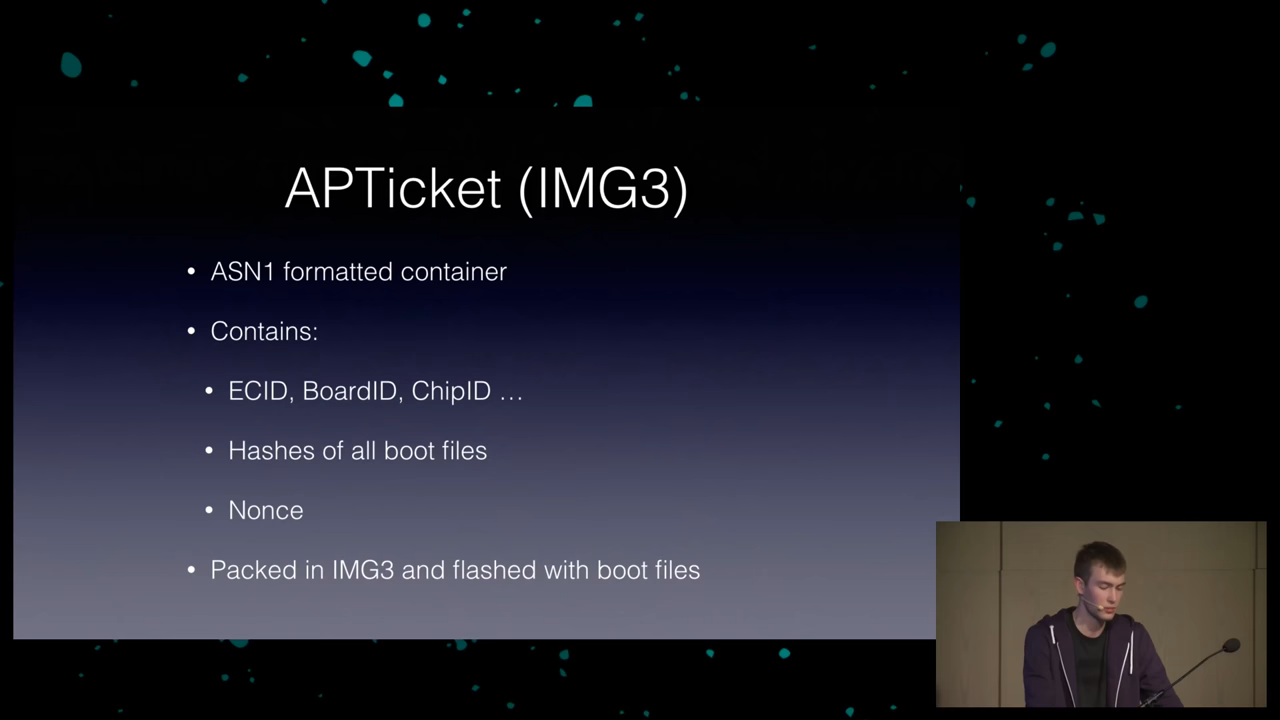 APTicket (IMG3)
• ASN1 formatted container
• Contains:
• ECID, BoardID, ChipID …
• Hashes of all boot files
• Nonce
• Packed in IMG3 and flashed with boot files